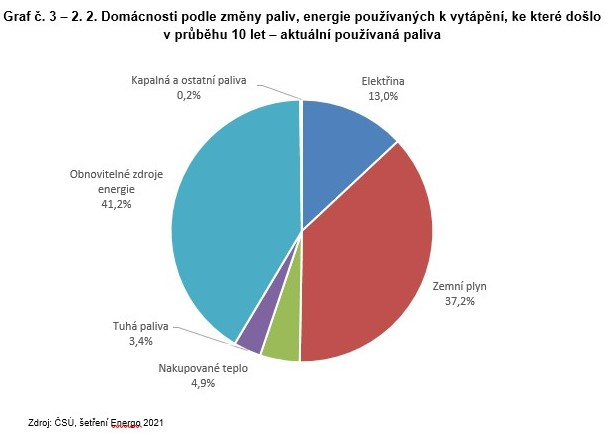 Graf č. 3 – 2. 2. Domácnosti podle změny paliv, energie používaných k vytápění, ke které došlo
v průběhu 10 let – aktuální používaná paliva
Kapalná a ostatní paliva
0,2%
Elektřina
13,0%
Obnovitelné zdroje
energie
41,2%
Zemní plyn
37,2%
Tuhá paliva
3,4%
Nakupované teplo
4,9%
Zdroj: ČSÚ, šetření Energo 2021